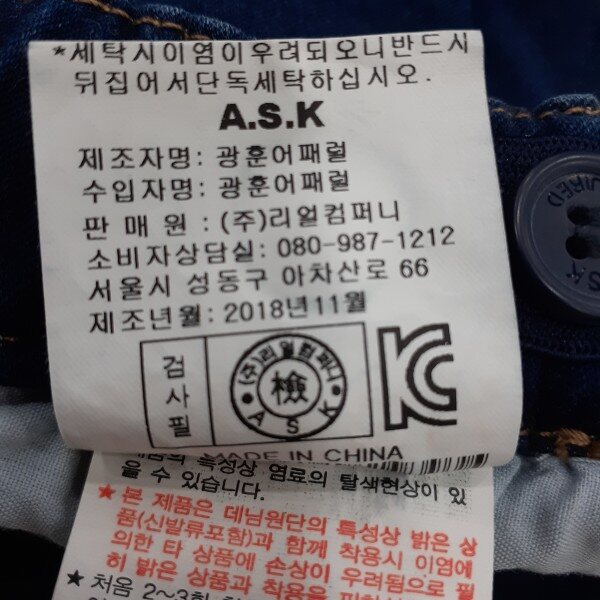 *세탁시이염이우려되오니반드시
뒤집어서단독세탁하십시오.
A.S.K
제조자명: 광훈어패럴
수입자명: 광훈어패럴
판 매 원 : (주)리얼컴퍼니
소비자상담실: 080-987-1212
서울시 성동구 아차산로 66
제조년월: 2018년11월
검사필
(주)리얼컴퍼니
檢
A S K
MADE IN CHINA
특성상 염료의 탈색현상이 있
을 수 있습니다.
★본 제품은 데님원단의 특성상 밝은 상
품(신발류포함)과 함께 착용시 이염에
의한 타 상품에 손상이 우려됨으로 필
히 밝은 상품과 착용을 피
★처음 2~3회